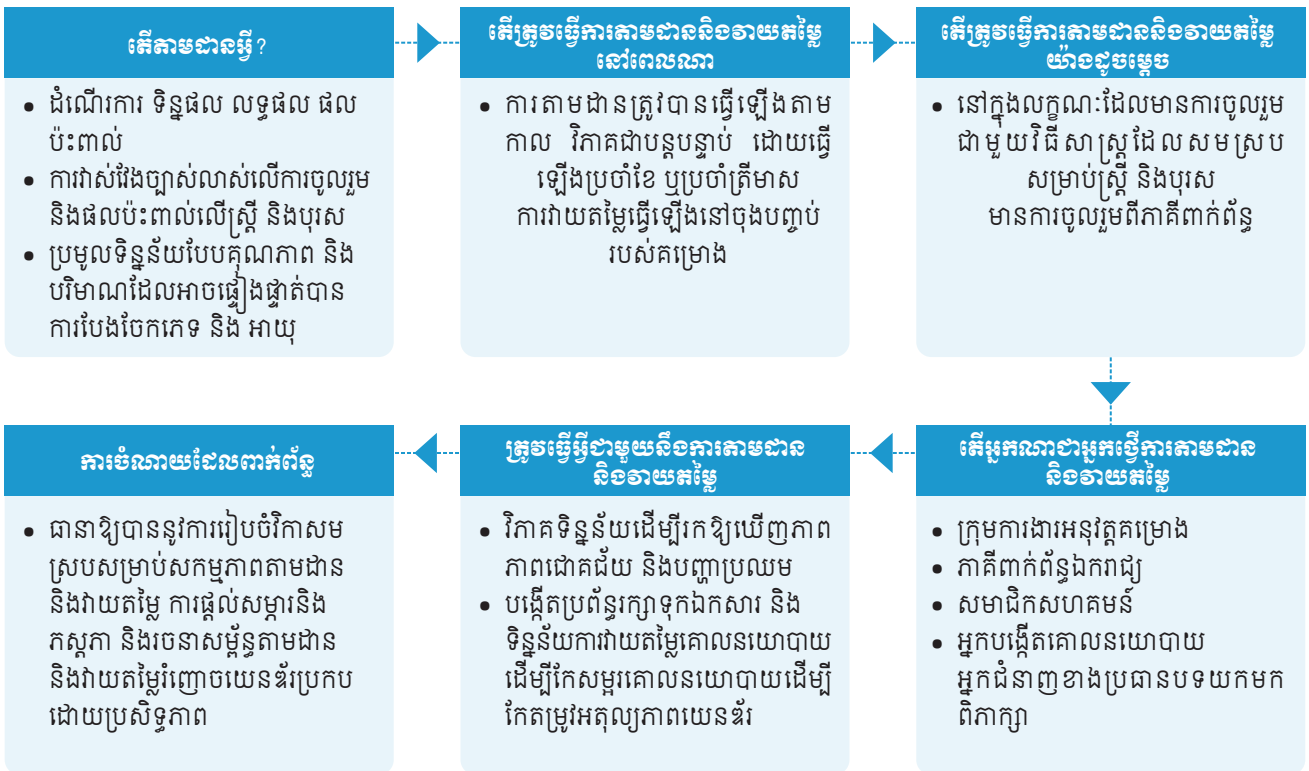 តើតាមដានអ្វី?
• ដំណើរការ ទិន្នផល លទ្ធផល ផល
ប៉ះពាល់
• ការវាស់វែងច្បាស់លាស់លើការចូលរួម
និងផលប៉ះពាល់លើស្ត្រី និងបុរស
• ប្រមូលទិន្នន័យបែបគុណភាព និង
បរិមាណដែលអាចផ្ទៀងផ្ទាត់បាន
ការបែងចែកភេទ និង អាយុ
តើត្រូវធ្វើការតាមដាននិងវាយតម្លៃ
នៅពេលណា
• ការតាមដានត្រូវបានធ្វើឡើងតាម
កាល វិភាគជាបន្តបន្ទាប់ ដោយធ្វើ
ឡើងប្រចាំខែ ឬប្រចាំត្រីមាស
ការវាយតម្លៃធ្វើឡើងនៅចុងបញ្ចប់
របស់គម្រោង
តើត្រូវធ្វើការតាមដាននិងវាយតម្លៃ
យ៉ាងដូចម្តេច
• នៅក្នុងលក្ខណៈដែលមានការចូលរួម
ជាមួយវិធីសាស្ត្រដែលសមស្រប
សម្រាប់ស្ត្រី និងបុរស
មានការចូលរួមពីភាគីពាក់ព័ន្ធ
តើអ្នកណាជាអ្នកធ្វើការតាមដាន
និងវាយតម្លៃ
• ក្រុមការងារអនុវត្តគម្រោង
• ភាគីពាក់ព័ន្ធឯករាជ្យ
• សមាជិកសហគមន៍
• អ្នកបង្កើតគោលនយោបាយ
អ្នកជំនាញខាងប្រធានបទយកមក
ពិភាក្សា
ត្រូវធ្វើអ្វីជាមួយនឹងការតាមដាន
និងវាយតម្លៃ
• វិភាគទិន្នន័យដើម្បីរកឱ្យឃើញភាព
ភាពជោគជ័យ និងបញ្ហាប្រឈម
• បង្កើតប្រព័ន្ធរក្សាទុកឯកសារ និង
ទិន្នន័យការវាយតម្លៃគោលនយោបាយ
ដើម្បីកែសម្អរគោលនយោបាយដើម្បី
កែតម្រូវអតុល្យភាពយេនឌ័រ
ការចំណាយដែលពាក់ព័ន្ធ
• ធានាឱ្យបាននូវការរៀបចំវិកាសម
ស្របសម្រាប់សកម្មភាពតាមដាន
និងវាយតម្លៃ ការផ្តល់សម្ភារនិង
ភស្តុភា និងរចនាសម្ព័ន្ធតាមដាន
និងវាយតម្លៃរំញោចយេនឌ័រប្រកប
ដោយប្រសិទ្ធភាព